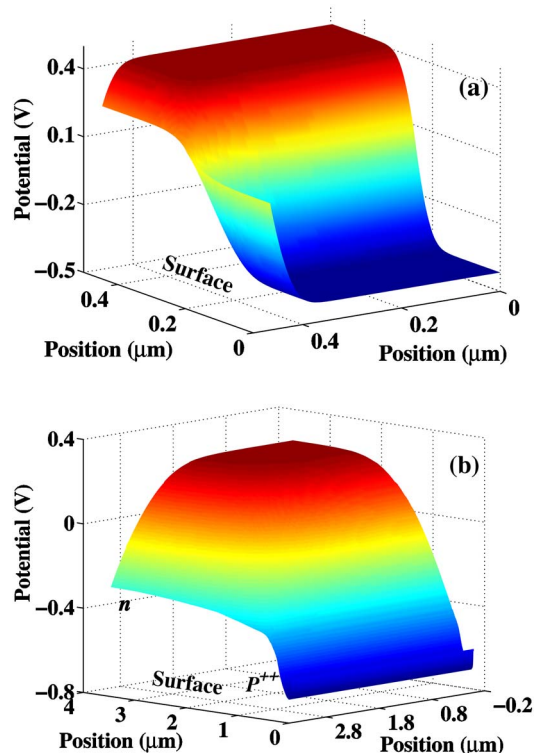 (a)
Potential (V)
0.4
0.1
−0.2
−0.5
Surface
0.4
0.2
0
Position (μm)
0.4
0.2
0
Position (μm)
(b)
Potential (V)
0.4
0
−0.4
−0.8
n
Surface
P++
4
3
2
1
0
Position (μm)
2.8
1.8
0.8
−0.2
Position (μm)